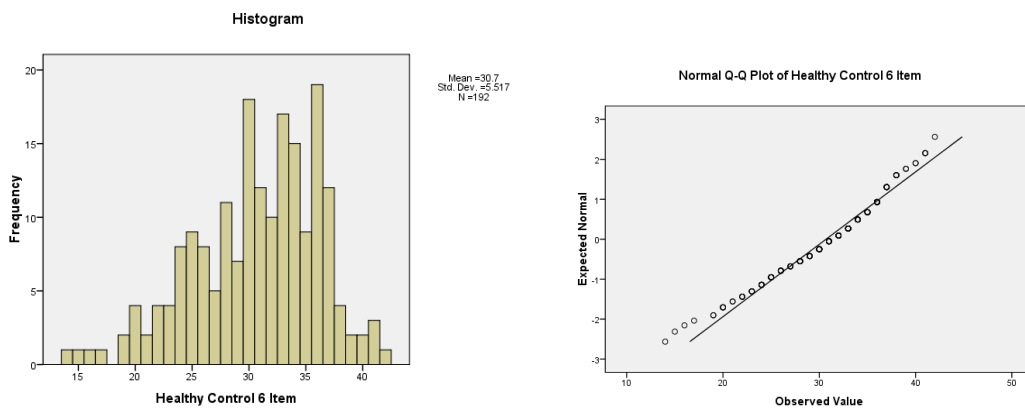 Histogram
Mean =30.7
Std. Dev. =5.517
N =192
20
15
10
5
0
Frequency
15 20 25 30 35 40
Healthy Control 6 Item
Normal Q-Q Plot of Healthy Control 6 Item
3
2
1
0
-1
-2
-3
Expected Normal
10 20 30 40 50
Observed Value